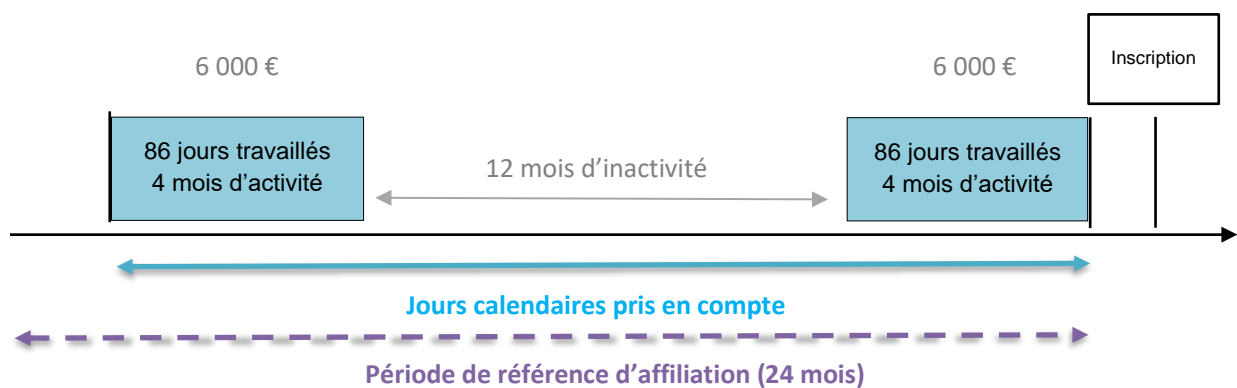 6 000 €
6 000 €
Inscription
86 jours travaillés
4 mois d’activité
12 mois d’inactivité
86 jours travaillés
4 mois d’activité
Jours calendaires pris en compte
Période de référence d’affiliation (24 mois)